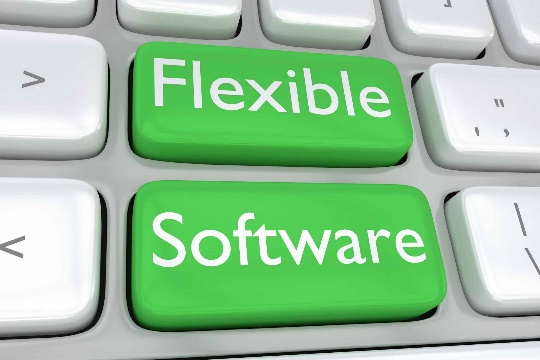 Flexible
> " ' ,
Software
< | \